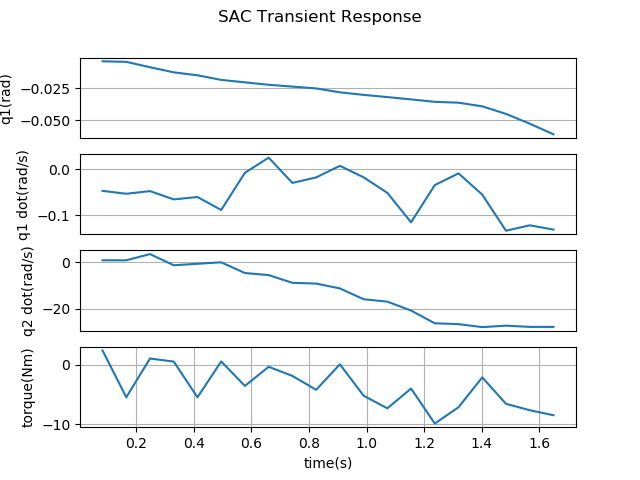 SAC Transient Response
q1(rad)
−0.025
−0.050
q1 dot(rad/s)
0.0
−0.1
q2 dot(rad/s)
0
−20
torque(Nm)
0
−10
0.2 0.4 0.6 0.8 1.0 1.2 1.4 1.6
time(s)